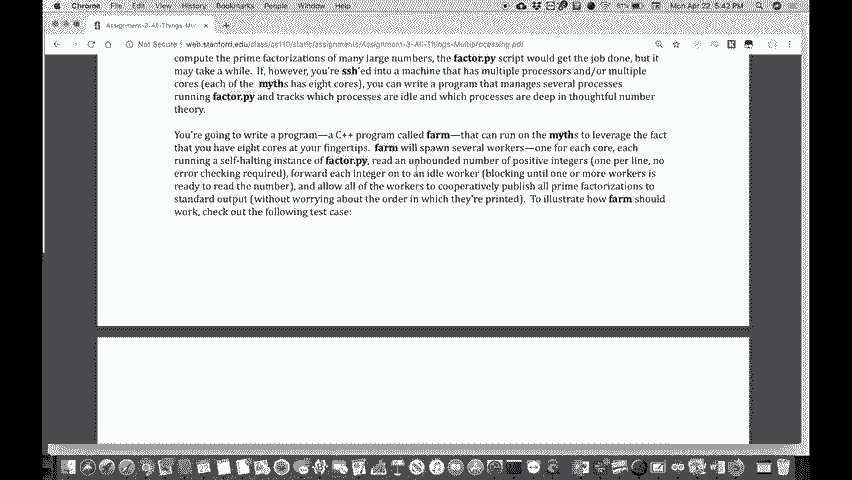 Chrome File Edit View History Bookmarks People Window Help
61% Mon Apr 22 5:42 PM
Assignment-3-All-Things-Mu
Not Secure web.stanford.edu/class/cs110/static/assignments/Assignment-3-All-Things-Multiprocessing.pdf
compute the prime factorizations of many large numbers, the factor.py script would get the job done, but it
may take a while. If, however, you're ssh'ed into a machine that has multiple processors and/or multiple
cores (each of the myths has eight cores), you can write a program that manages several processes
running factor.py and tracks which processes are idle and which processes are deep in thoughtful number
theory.
You're going to write a program—a C++ program called farm—that can run on the myths to leverage the fact
that you have eight cores at your fingertips. farm will spawn several workers—one for each core, each
running a self-halting instance of factor.py, read an unbounded number of positive integers (one per line, no
error checking required), forward each integer on to an idle worker (blocking until one or more workers is
ready to read the number), and allow all of the workers to cooperatively publish all prime factorizations to
standard output (without worrying about the order in which they're printed). To illustrate how farm should
work, check out the following test case: